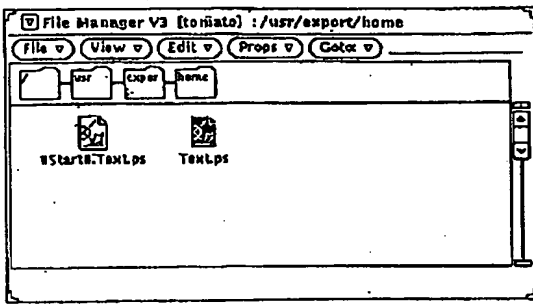 File Manager V3 [tomato] :/usr/export/home
File View Edit Props Goto:
/ usr expor home
#Start#.Text.ps Text.ps